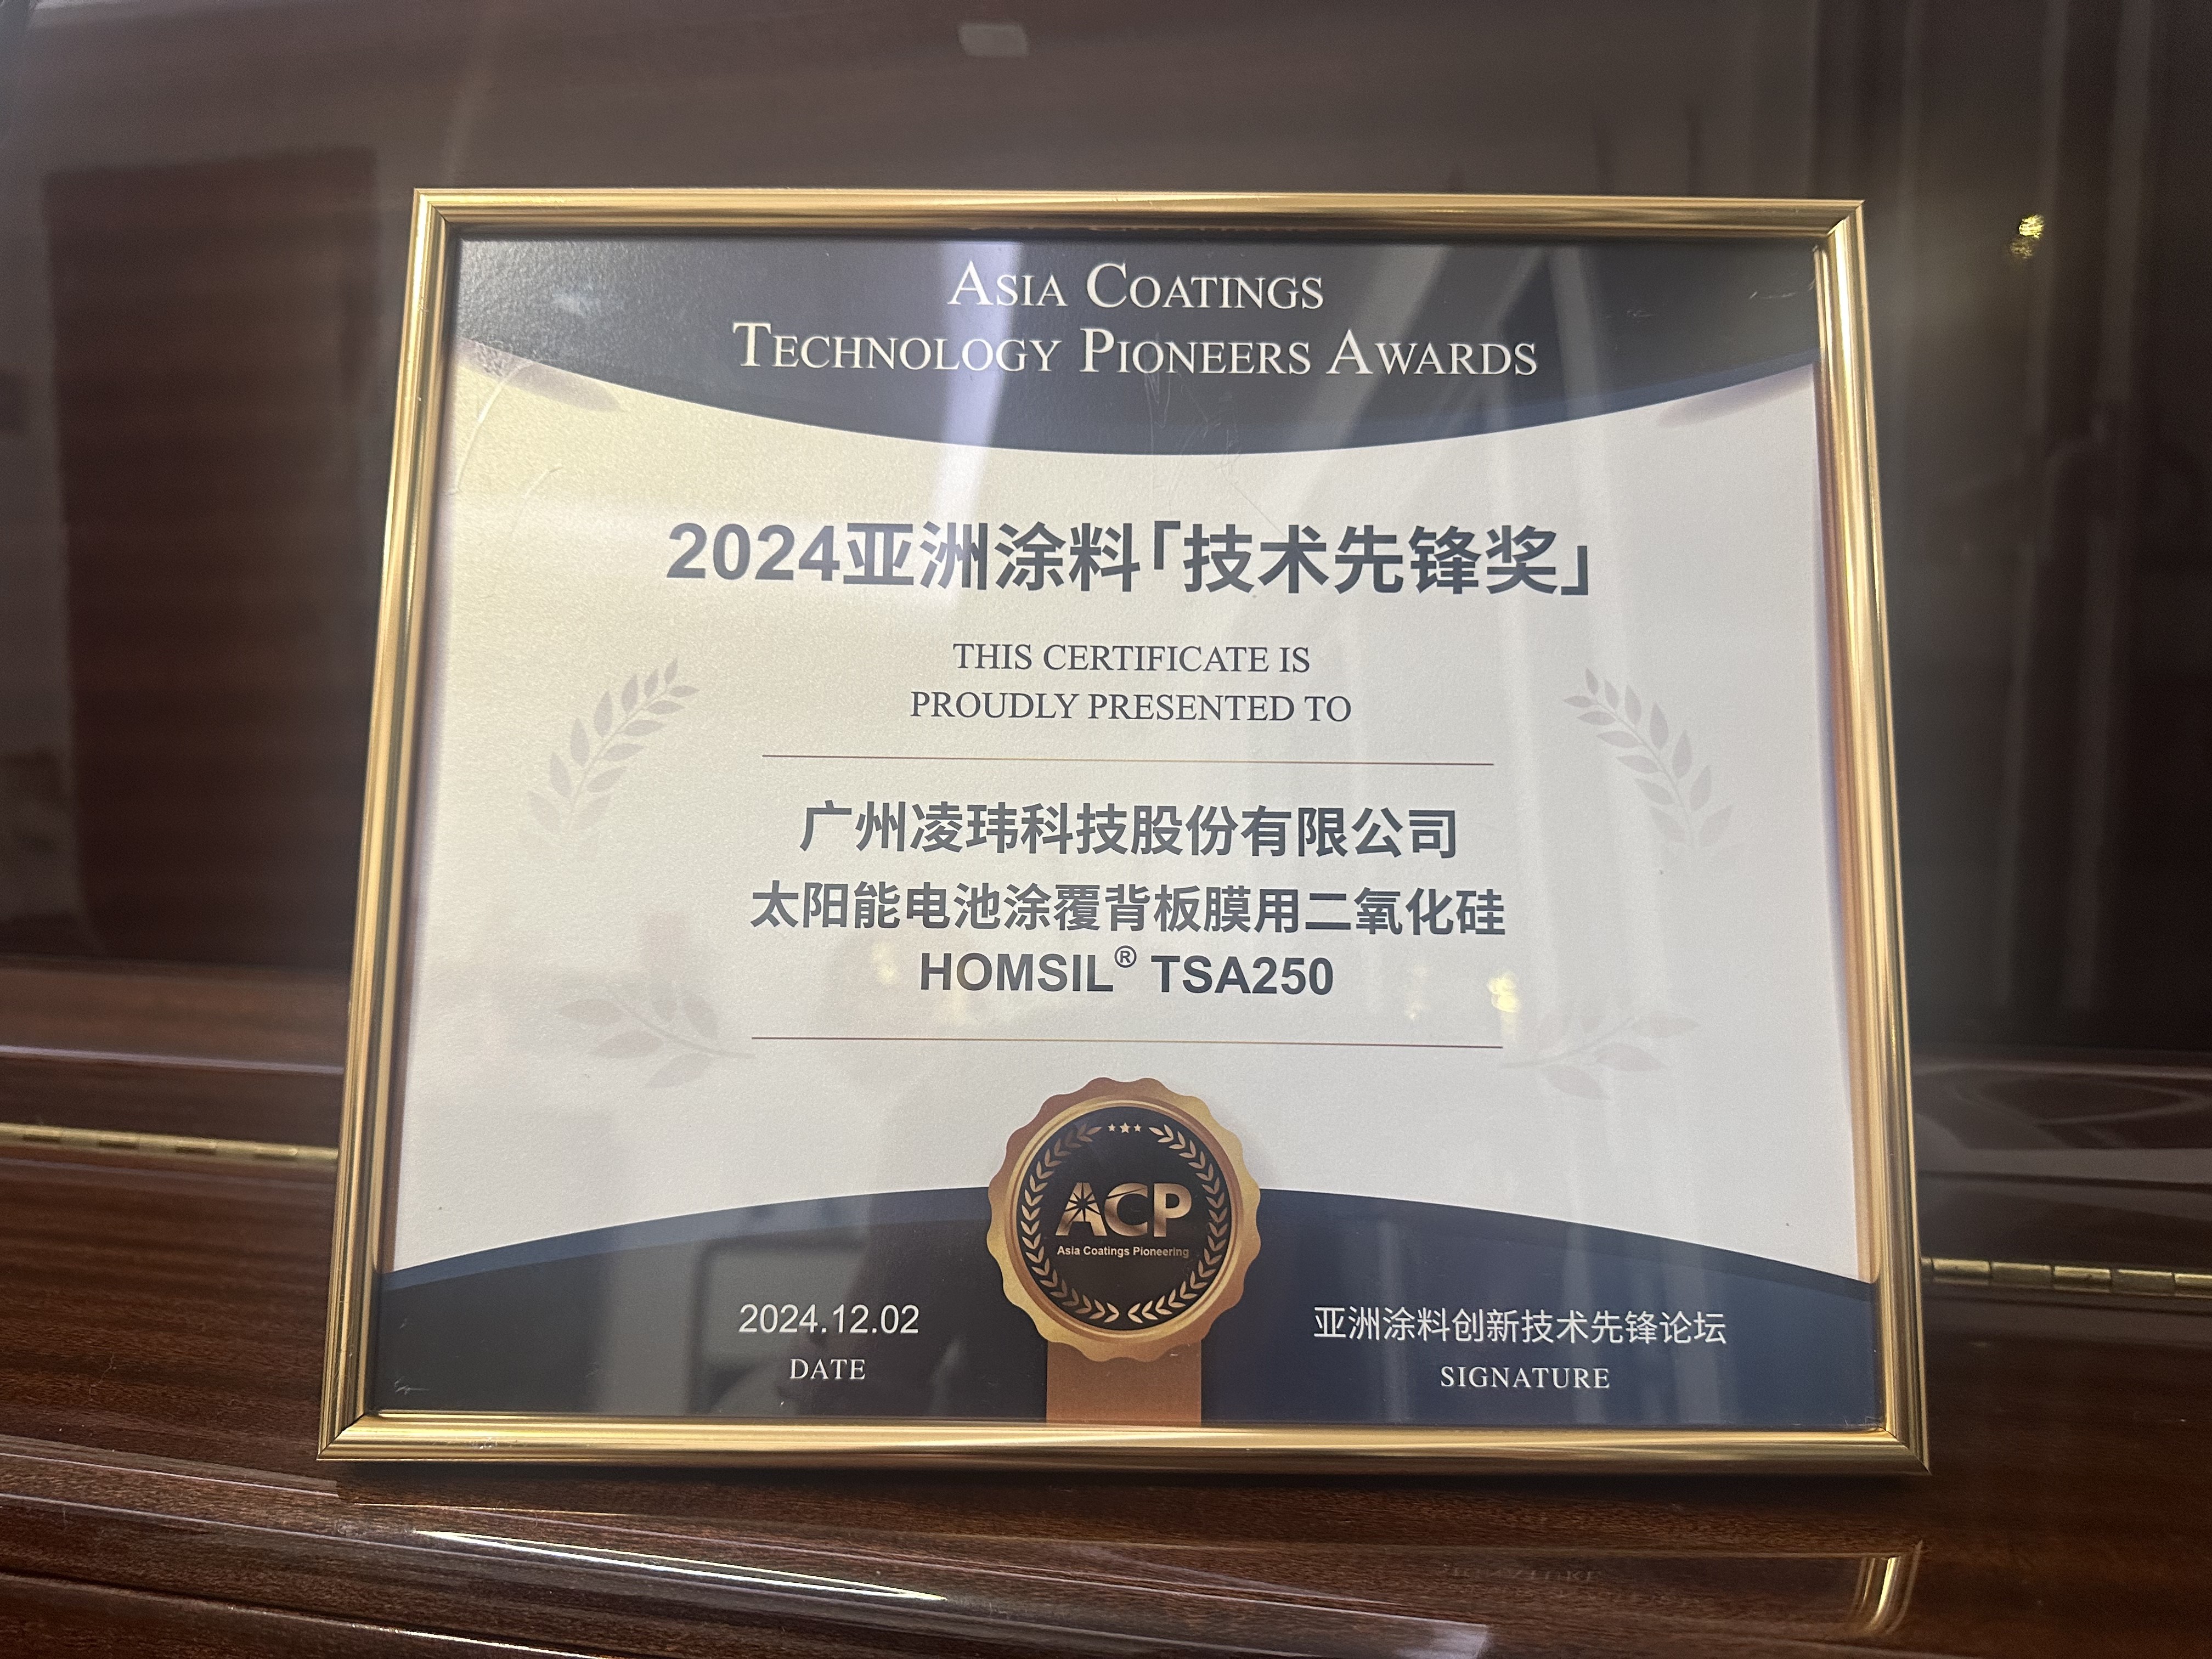 ASIA COATINGS
TECHNOLOGY PIONEERS AWARDS
2024亚洲涂料「技术先锋奖」
THIS CERTIFICATE IS
PROUDLY PRESENTED TO
广州凌玮科技股份有限公司
太阳能电池涂覆背板膜用二氧化硅
HOMSIL® TSA250
ACP
Asia Coatings Pioneering
2024.12.02
DATE
亚洲涂料创新技术先锋论坛
SIGNATURE